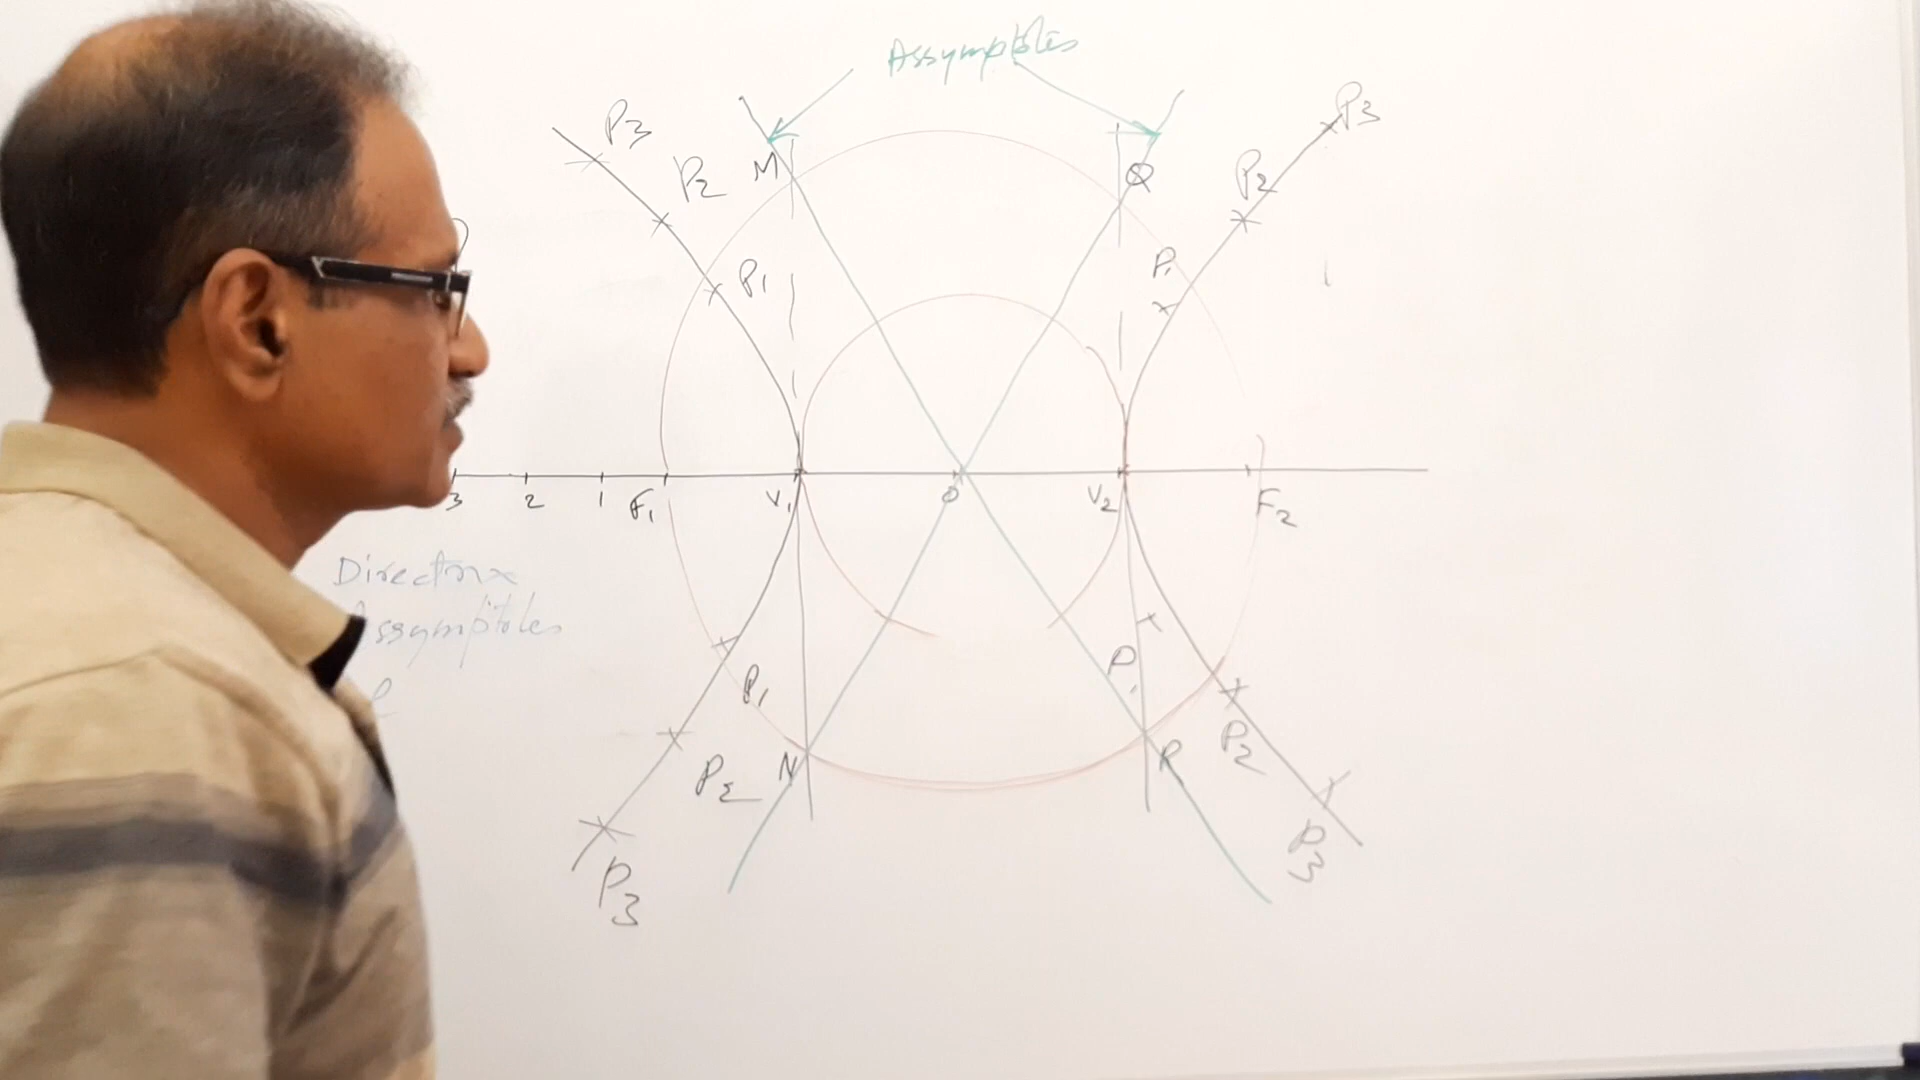 Assymptotes
P3 P3
P2 M Q P2
P1 P1
3 2 1 F1 V1 O V2 F2
Directrix
P1 P1
N R P2
P2
P3 P3